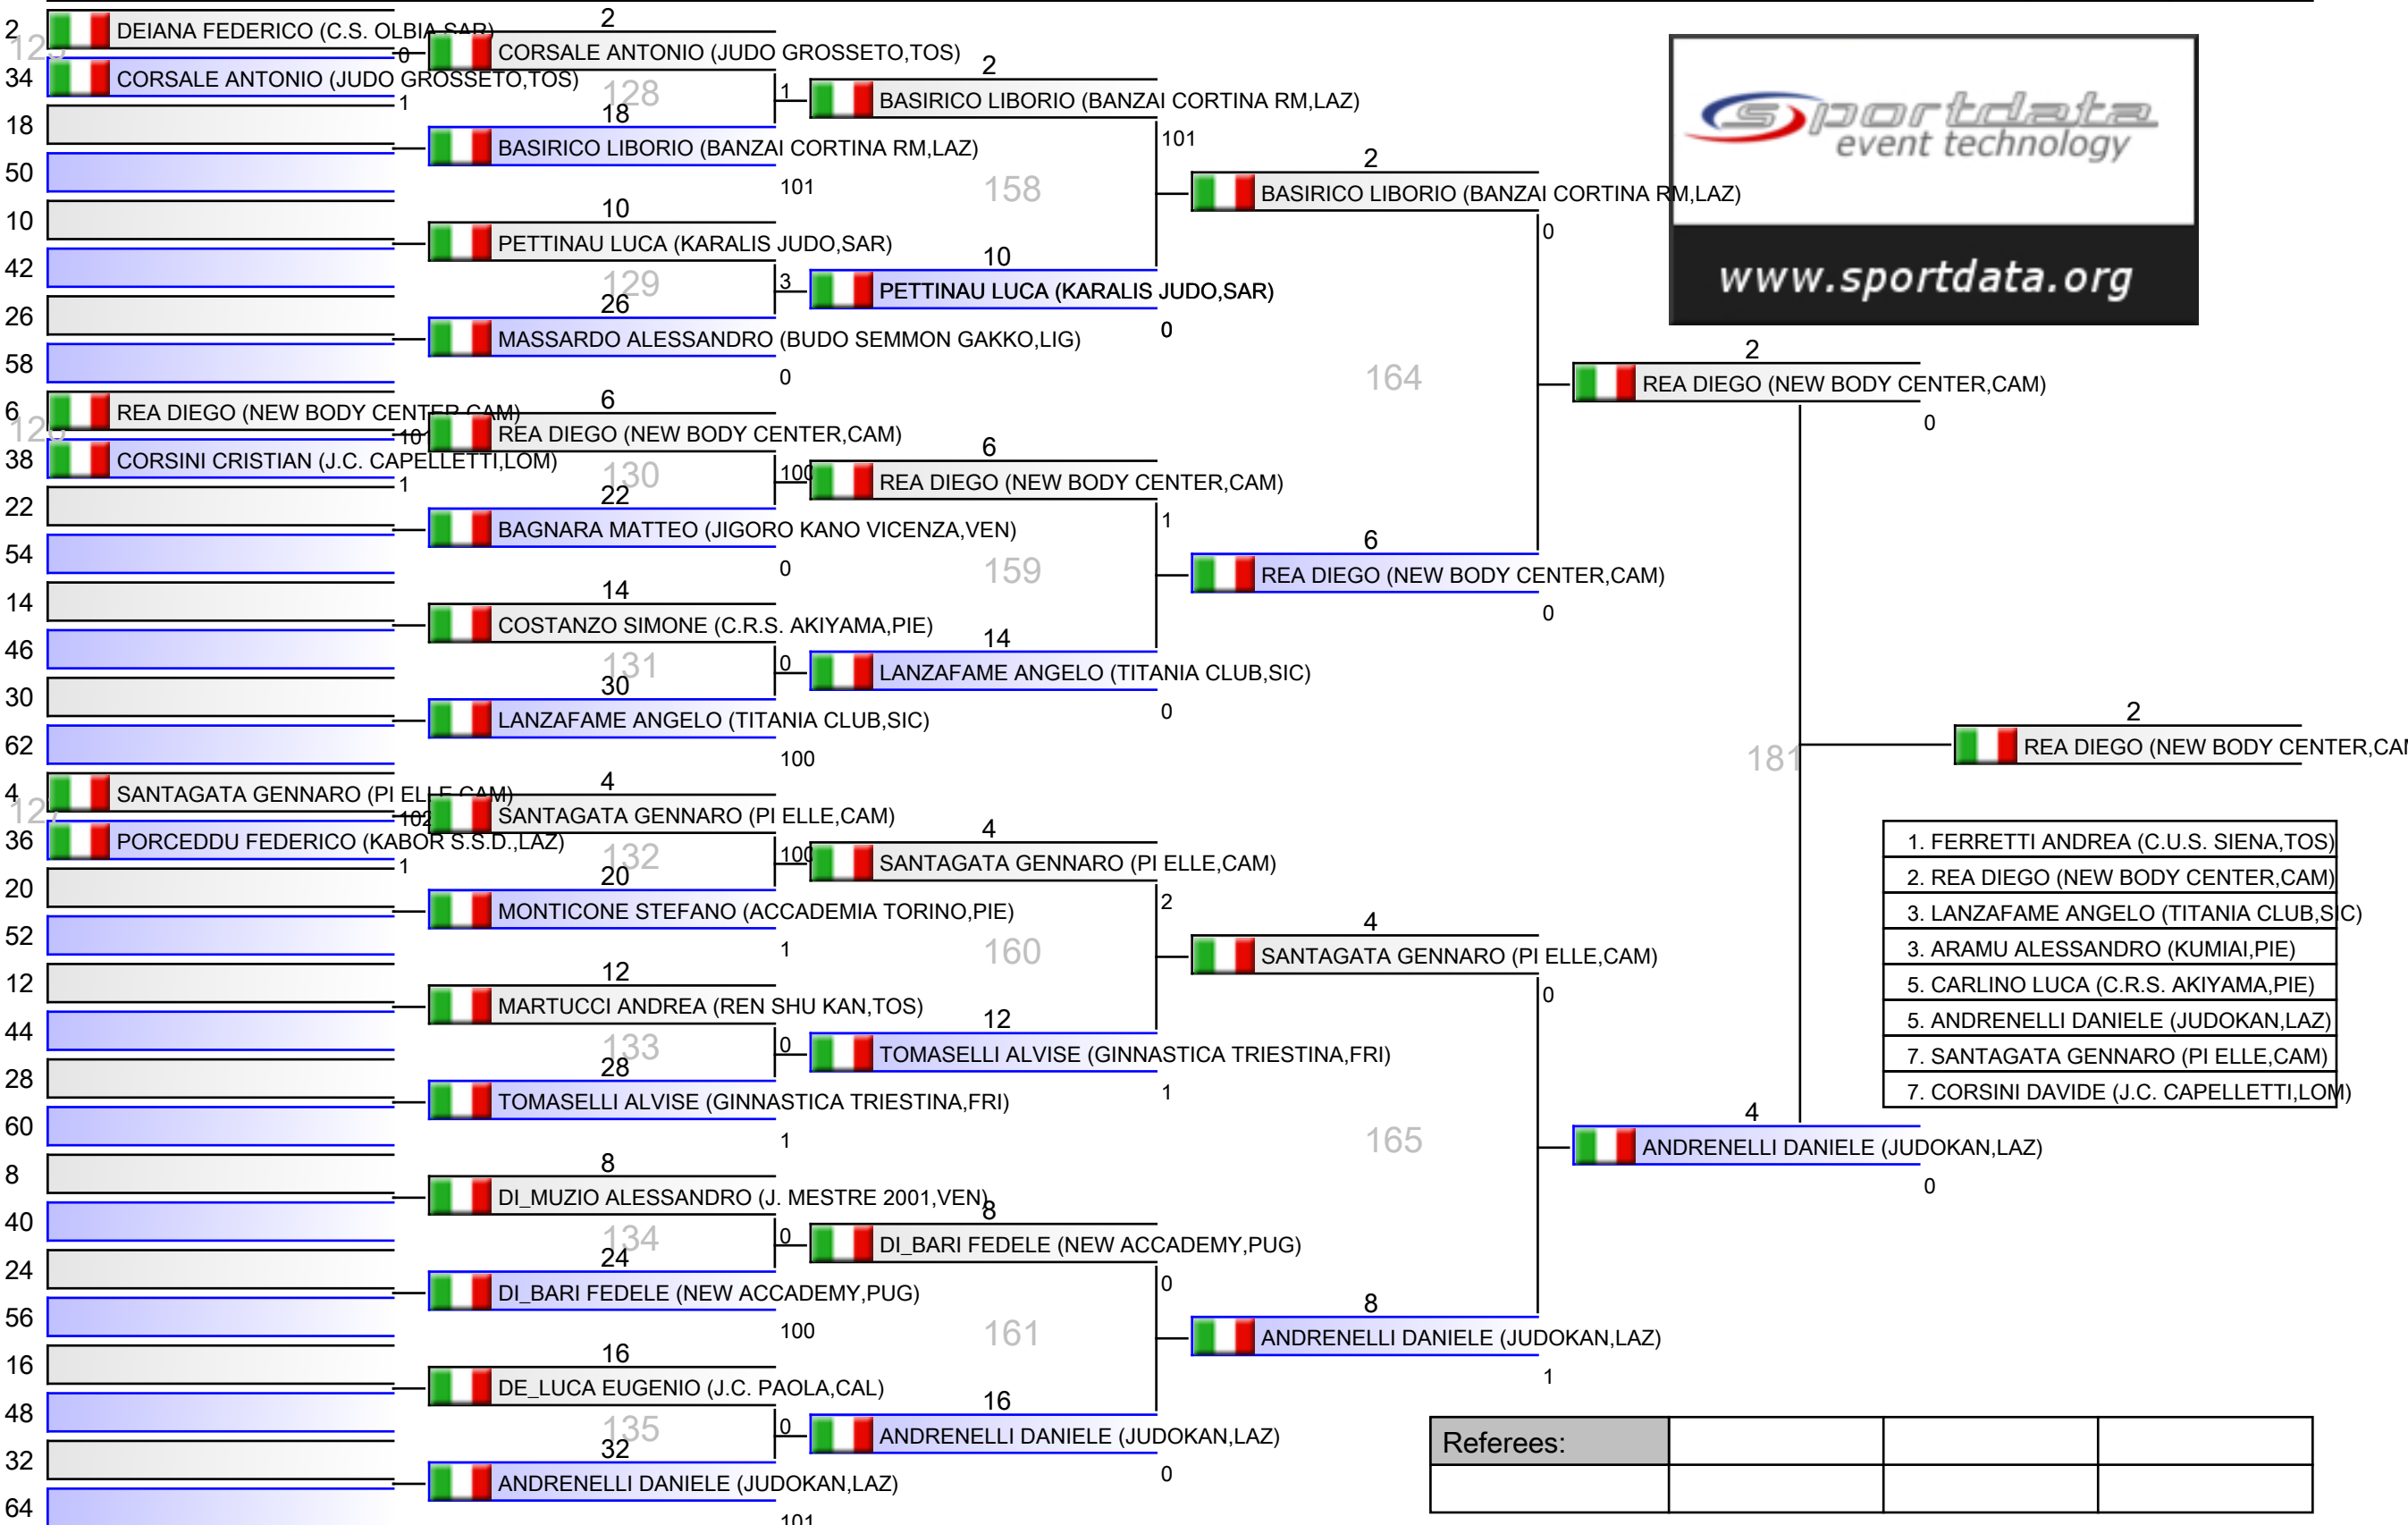 2 DEIANA FEDERICO (C.S. OLBIA,SAR)
0
34 CORSALE ANTONIO (JUDO GROSSETO,TOS)
1
18
50
10
42
26
58
6 REA DIEGO (NEW BODY CENTER,CAM)
10
38 CORSINI CRISTIAN (J.C. CAPELLETTI,LOM)
1
22
54
14
46
30
62
4 SANTAGATA GENNARO (PI ELLE,CAM)
102
36 PORCEDDU FEDERICO (KABOR S.S.D.,LAZ)
1
20
52
12
44
28
60
8
40
24
56
16
48
32
64
2
CORSALE ANTONIO (JUDO GROSSETO,TOS)
128
1
18
BASIRICO LIBORIO (BANZAI CORTINA RM,LAZ)
101
10
PETTINAU LUCA (KARALIS JUDO,SAR)
129
3
26
MASSARDO ALESSANDRO (BUDO SEMMON GAKKO,LIG)
0
6
REA DIEGO (NEW BODY CENTER,CAM)
130
100
22
BAGNARA MATTEO (JIGORO KANO VICENZA,VEN)
0
14
COSTANZO SIMONE (C.R.S. AKIYAMA,PIE)
131
0
30
LANZAFAME ANGELO (TITANIA CLUB,SIC)
100
4
SANTAGATA GENNARO (PI ELLE,CAM)
132
100
20
MONTICONE STEFANO (ACCADEMIA TORINO,PIE)
1
12
MARTUCCI ANDREA (REN SHU KAN,TOS)
133
0
28
TOMASELLI ALVISE (GINNASTICA TRIESTINA,FRI)
1
8
DI_MUZIO ALESSANDRO (J. MESTRE 2001,VEN)
134
0
24
DI_BARI FEDELE (NEW ACCADEMY,PUG)
100
16
DE_LUCA EUGENIO (J.C. PAOLA,CAL)
135
0
32
ANDRENELLI DANIELE (JUDOKAN,LAZ)
101
2
BASIRICO LIBORIO (BANZAI CORTINA RM,LAZ)
101
158
10
PETTINAU LUCA (KARALIS JUDO,SAR)
0
6
REA DIEGO (NEW BODY CENTER,CAM)
1
159
14
LANZAFAME ANGELO (TITANIA CLUB,SIC)
0
4
SANTAGATA GENNARO (PI ELLE,CAM)
2
160
12
TOMASELLI ALVISE (GINNASTICA TRIESTINA,FRI)
1
8
DI_BARI FEDELE (NEW ACCADEMY,PUG)
0
161
16
ANDRENELLI DANIELE (JUDOKAN,LAZ)
0
2
BASIRICO LIBORIO (BANZAI CORTINA RM,LAZ)
0
164
6
REA DIEGO (NEW BODY CENTER,CAM)
0
4
SANTAGATA GENNARO (PI ELLE,CAM)
0
165
8
ANDRENELLI DANIELE (JUDOKAN,LAZ)
1
sportdata
event technology
www.sportdata.org
2
REA DIEGO (NEW BODY CENTER,CAM)
0
181
4
ANDRENELLI DANIELE (JUDOKAN,LAZ)
0
2
REA DIEGO (NEW BODY CENTER,CAM
1. FERRETTI ANDREA (C.U.S. SIENA,TOS)
2. REA DIEGO (NEW BODY CENTER,CAM)
3. LANZAFAME ANGELO (TITANIA CLUB,SIC)
3. ARAMU ALESSANDRO (KUMIAI,PIE)
5. CARLINO LUCA (C.R.S. AKIYAMA,PIE)
5. ANDRENELLI DANIELE (JUDOKAN,LAZ)
7. SANTAGATA GENNARO (PI ELLE,CAM)
7. CORSINI DAVIDE (J.C. CAPELLETTI,LOM)
Referees: